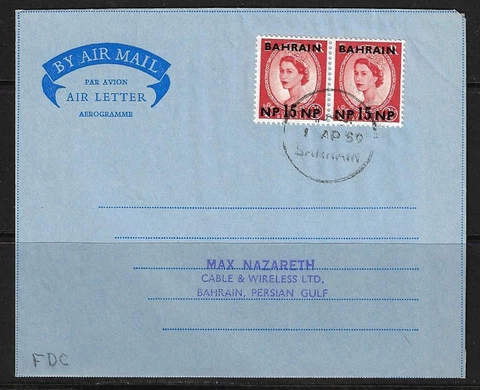 BY AIR MAIL
PAR AVION
AIR LETTER
AEROGRAMME
BAHRAIN BAHRAIN
NP 15 NP NP 15 NP
1 AP 59
BAHRAIN
MAX NAZARETH
CABLE & WIRELESS LTD,
BAHRAIN, PERSIAN GULF
FDC